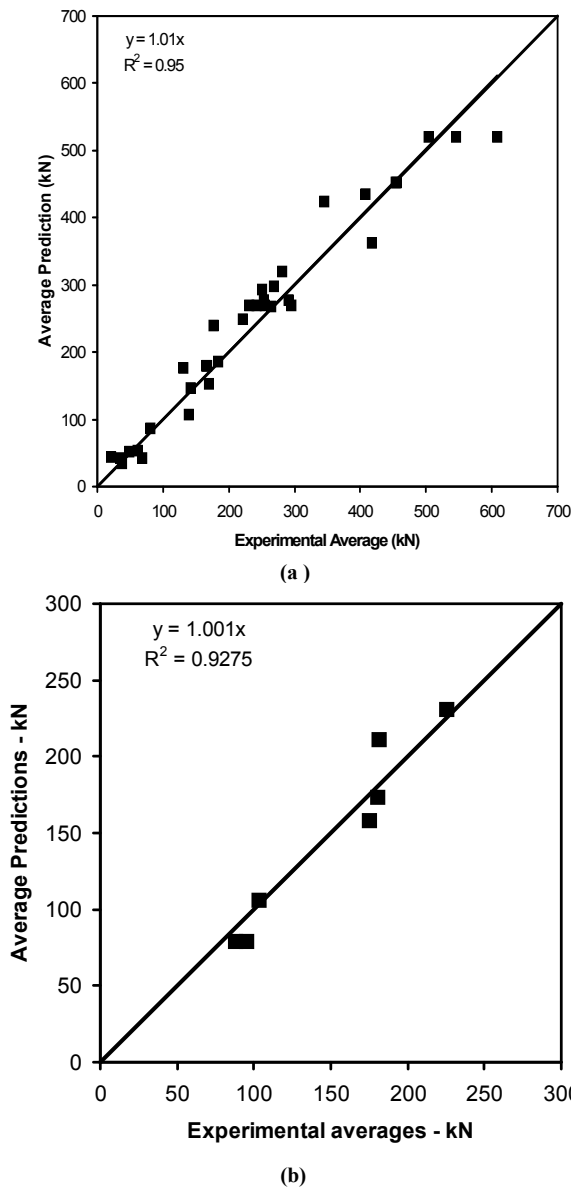 700
y = 1.01x
R² = 0.95
600
500
400
300
200
100
0
Average Prediction (kN)
0 100 200 300 400 500 600 700
Experimental Average (kN)
(a )
300
y = 1.001x
R² = 0.9275
250
200
150
100
50
0
Average Predictions - kN
0 50 100 150 200 250 300
Experimental averages - kN
(b)